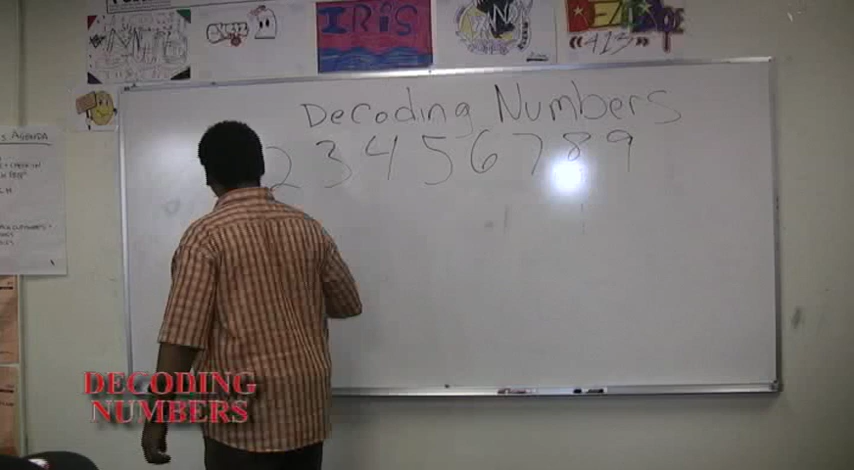 IRIS
413
S AGENDA
Decoding Numbers
2 3 4 5 6 7 8 9
DECODING
NUMBERS